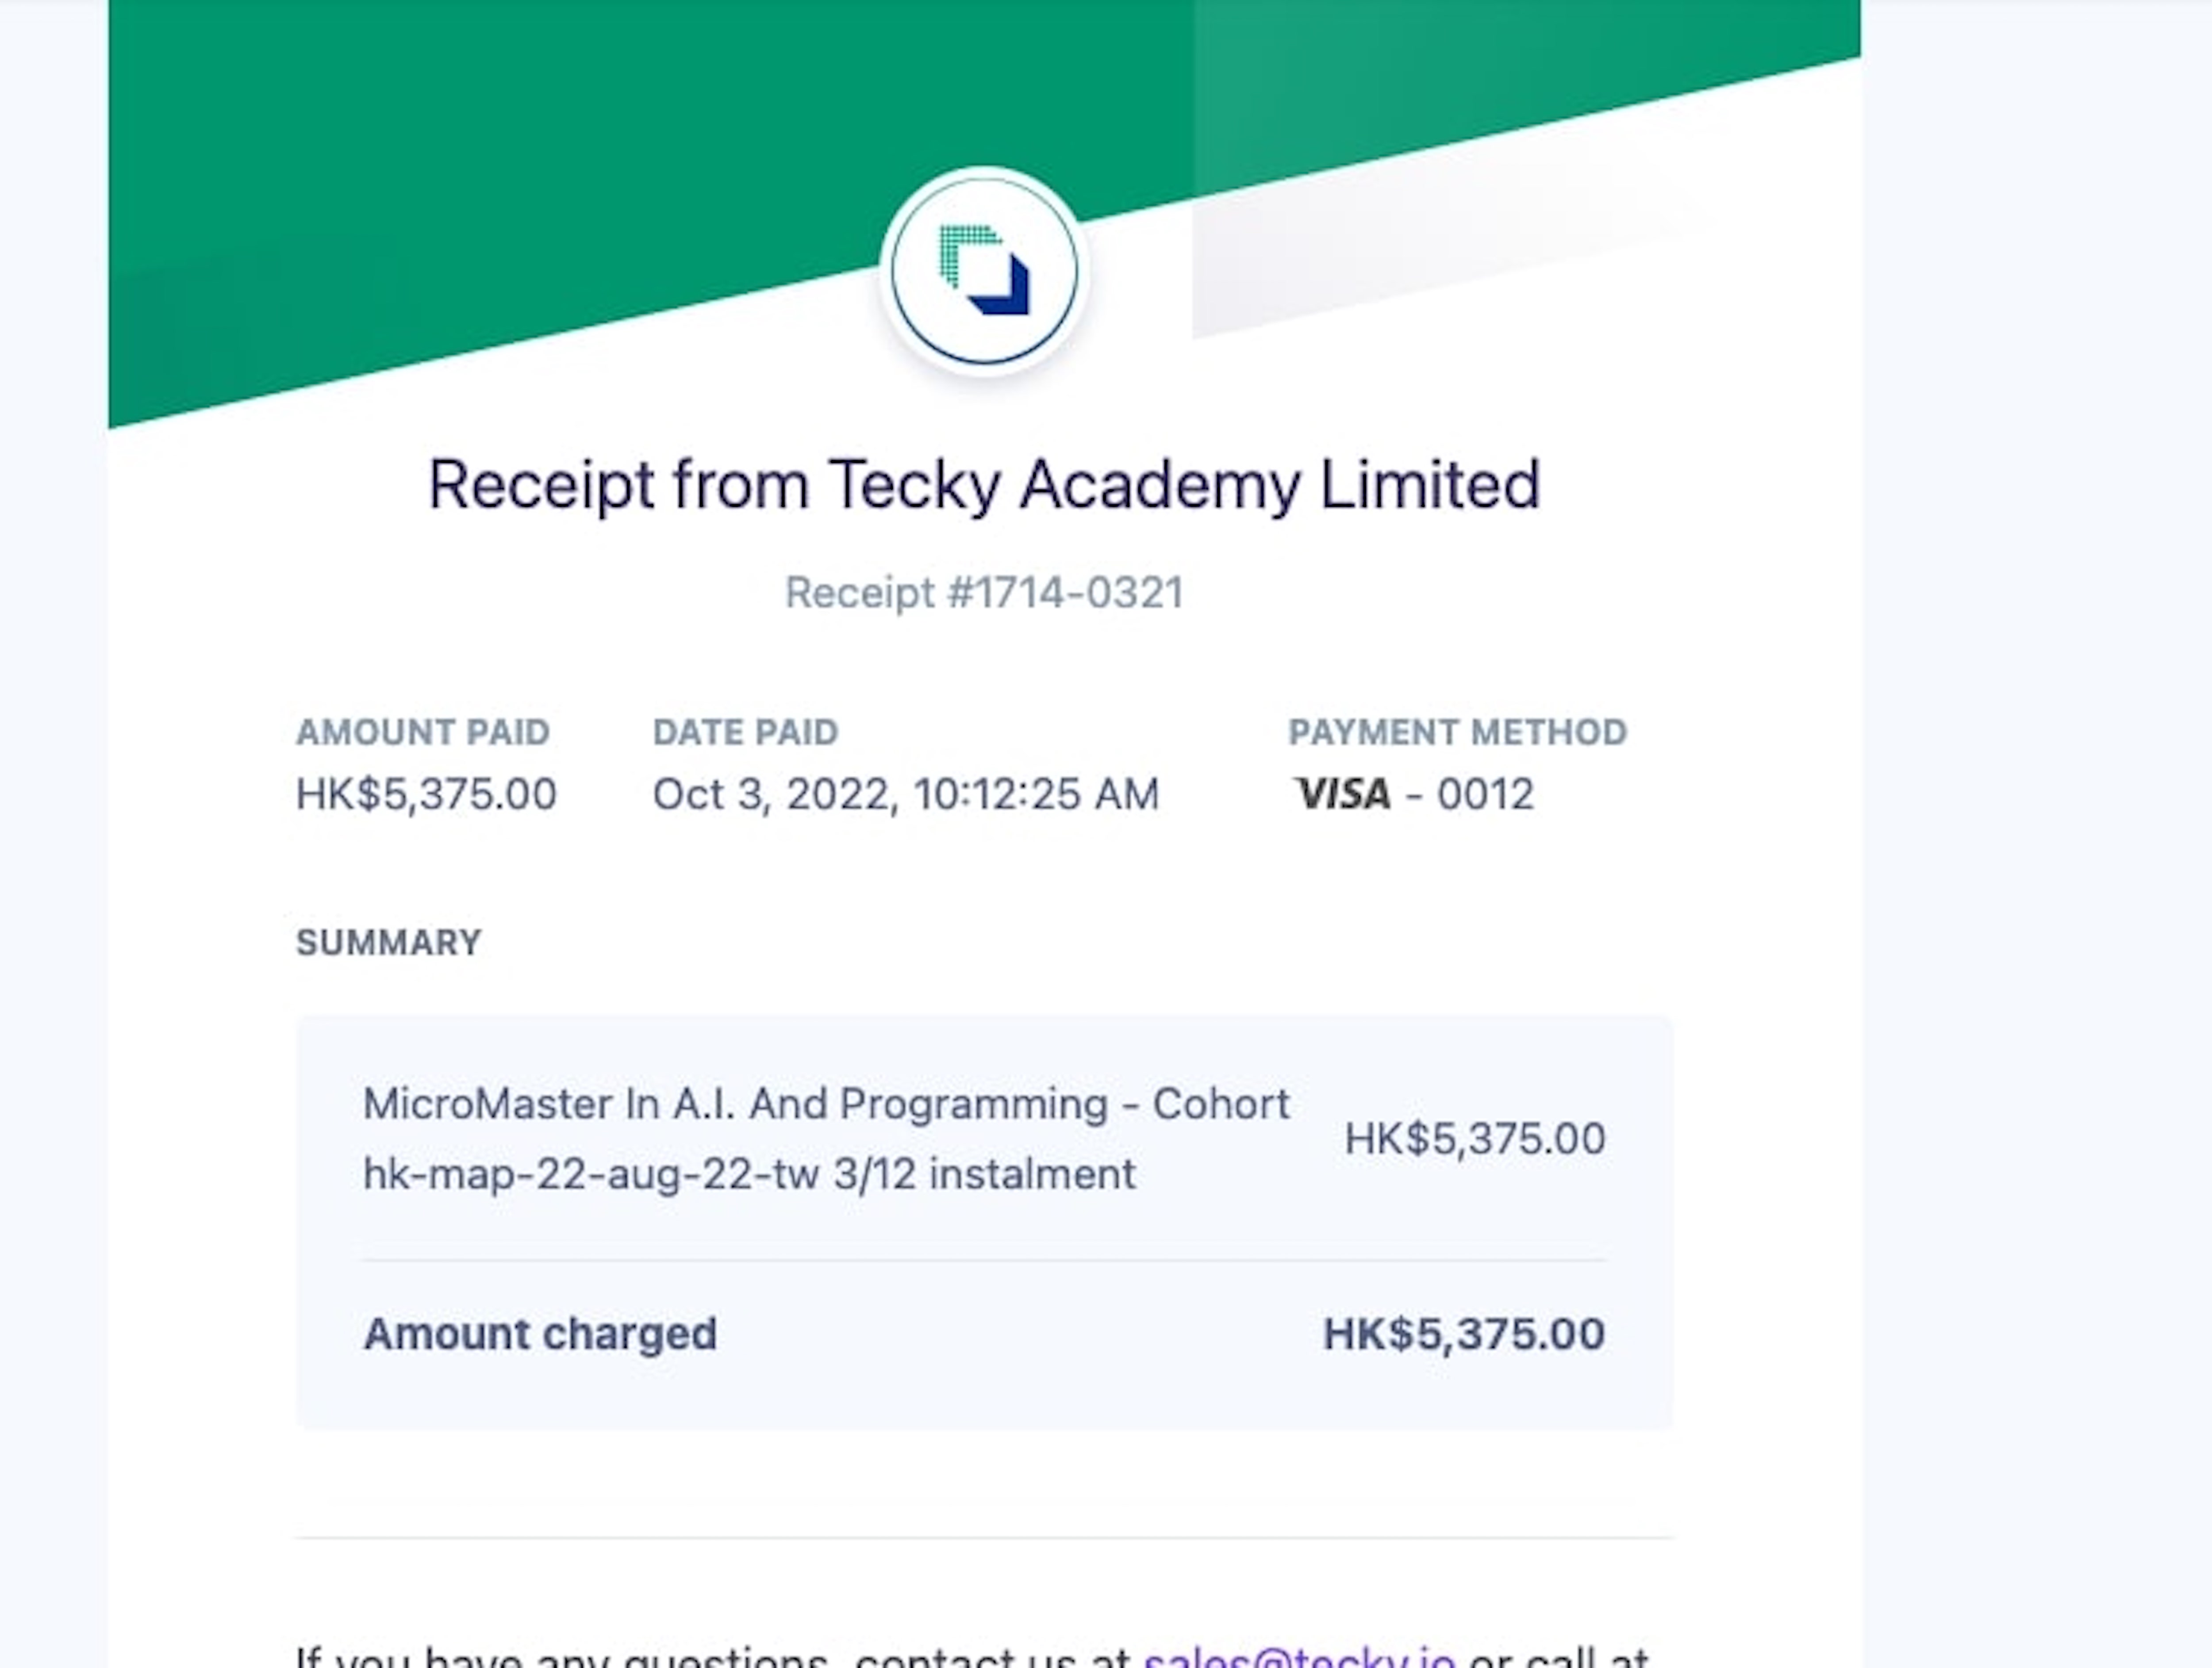 Receipt from Tecky Academy Limited
Receipt #1714-0321
AMOUNT PAID DATE PAID PAYMENT METHOD
HK$5,375.00 Oct 3, 2022, 10:12:25 AM VISA - 0012
SUMMARY
MicroMaster In A.I. And Programming - Cohort
hk-map-22-aug-22-tw 3/12 instalment
HK$5,375.00
Amount charged HK$5,375.00
If you have any questions, contact us at sales@tecky.io or call at